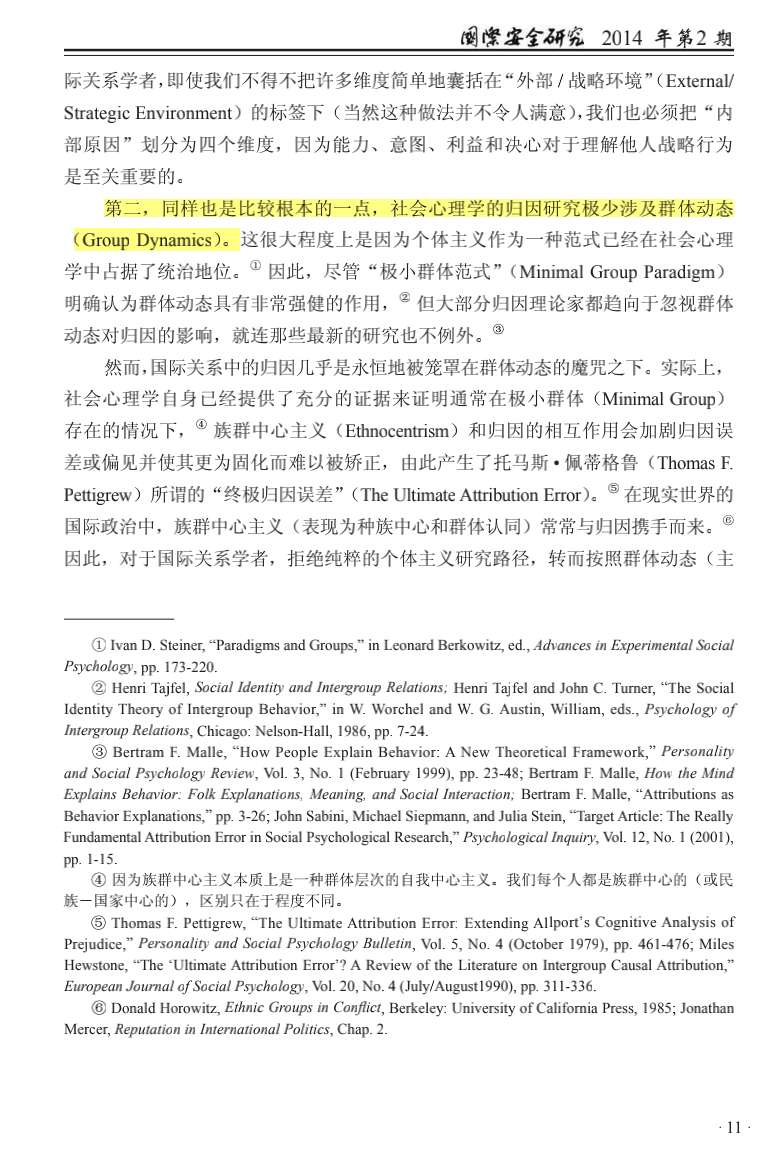 国际安全研究 2014 年第2 期
际关系学者，即使我们不得不把许多维度简单地囊括在“外部 / 战略环境”（External/
Strategic Environment）的标签下（当然这种做法并不令人满意），我们也必须把“内
部原因”划分为四个维度，因为能力、意图、利益和决心对于理解他人战略行为
是至关重要的。
第二，同样也是比较根本的一点，社会心理学的归因研究极少涉及群体动态
（Group Dynamics）。这很大程度上是因为个体主义作为一种范式已经在社会心理
学中占据了统治地位。① 因此，尽管“极小群体范式”（Minimal Group Paradigm）
明确认为群体动态具有非常强健的作用，② 但大部分归因理论家都趋向于忽视群体
动态对归因的影响，就连那些最新的研究也不例外。③
然而，国际关系中的归因几乎是永恒地被笼罩在群体动态的魔咒之下。实际上，
社会心理学自身已经提供了充分的证据来证明通常在极小群体（Minimal Group）
存在的情况下，④ 族群中心主义（Ethnocentrism）和归因的相互作用会加剧归因误
差或偏见并使其更为固化而难以被矫正，由此产生了托马斯·佩蒂格鲁（Thomas F.
Pettigrew）所谓的“终极归因误差”（The Ultimate Attribution Error）。⑤ 在现实世界的
国际政治中，族群中心主义（表现为种族中心和群体认同）常常与归因携手而来。⑥
因此，对于国际关系学者，拒绝纯粹的个体主义研究路径，转而按照群体动态（主
① Ivan D. Steiner, “Paradigms and Groups,” in Leonard Berkowitz, ed., Advances in Experimental Social
Psychology, pp. 173-220.
② Henri Tajfel, Social Identity and Intergroup Relations; Henri Tajfel and John C. Turner, “The Social
Identity Theory of Intergroup Behavior,” in W. Worchel and W. G. Austin, William, eds., Psychology of
Intergroup Relations, Chicago: Nelson-Hall, 1986, pp. 7-24.
③ Bertram F. Malle, “How People Explain Behavior: A New Theoretical Framework,” Personality
and Social Psychology Review, Vol. 3, No. 1 (February 1999), pp. 23-48; Bertram F. Malle, How the Mind
Explains Behavior: Folk Explanations, Meaning, and Social Interaction; Bertram F. Malle, “Attributions as
Behavior Explanations,” pp. 3-26; John Sabini, Michael Siepmann, and Julia Stein, “Target Article: The Really
Fundamental Attribution Error in Social Psychological Research,” Psychological Inquiry, Vol. 12, No. 1 (2001),
pp. 1-15.
④ 因为族群中心主义本质上是一种群体层次的自我中心主义。我们每个人都是族群中心的（或民
族－国家中心的），区别只在于程度不同。
⑤ Thomas F. Pettigrew, “The Ultimate Attribution Error: Extending Allport’s Cognitive Analysis of
Prejudice,” Personality and Social Psychology Bulletin, Vol. 5, No. 4 (October 1979), pp. 461-476; Miles
Hewstone, “The ‘Ultimate Attribution Error’? A Review of the Literature on Intergroup Causal Attribution,”
European Journal of Social Psychology, Vol. 20, No. 4 (July/August1990), pp. 311-336.
⑥ Donald Horowitz, Ethnic Groups in Conflict, Berkeley: University of California Press, 1985; Jonathan
Mercer, Reputation in International Politics, Chap. 2.
· 11 ·